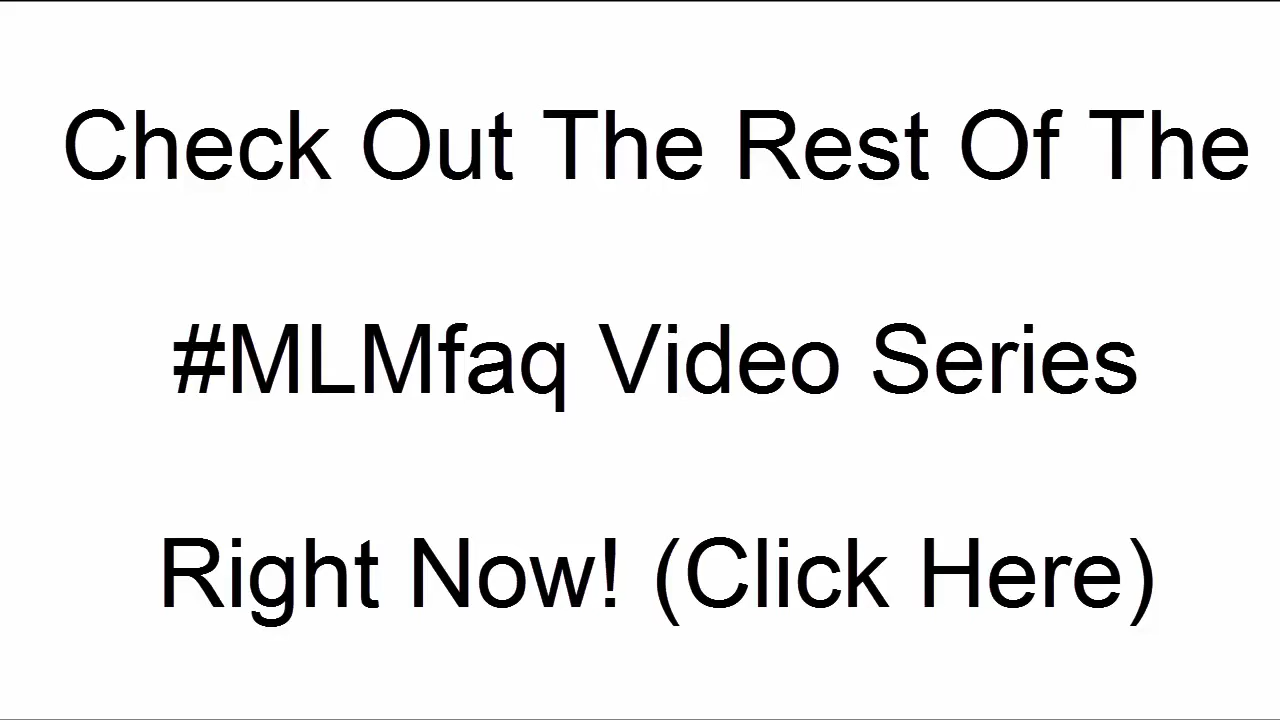 Check Out The Rest Of The
#MLMfaq Video Series
Right Now! (Click Here)